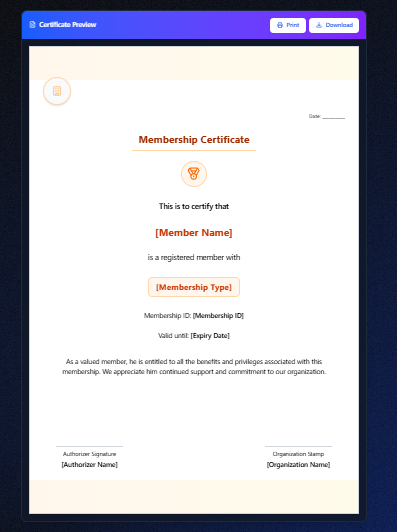 Certificate Preview
Print
Download
Date: __________
Membership Certificate
This is to certify that
[Member Name]
is a registered member with
[Membership Type]
Membership ID: [Membership ID]
Valid until: [Expiry Date]
As a valued member, he is entitled to all the benefits and privileges associated with this
membership. We appreciate him continued support and commitment to our organization.
Authorizer Signature
[Authorizer Name]
Organization Stamp
[Organization Name]